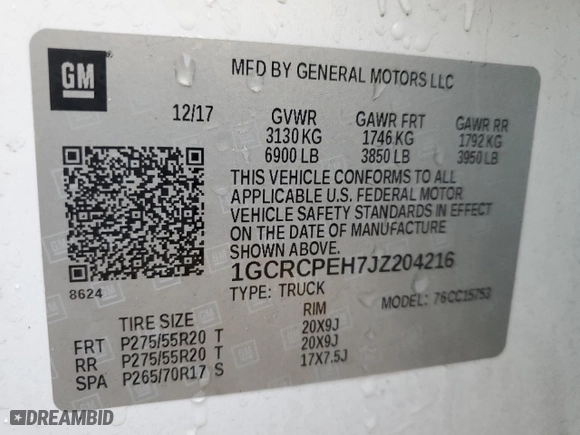 GM
MFD BY GENERAL MOTORS LLC
12/17 GVWR GAWR FRT GAWR RR
3130 KG 1746 KG 1792 KG
6900 LB 3850 LB 3950 LB
THIS VEHICLE CONFORMS TO ALL
APPLICABLE U.S. FEDERAL MOTOR
VEHICLE SAFETY STANDARDS IN EFFECT
ON THE DATE OF MANUFACTURE
SHOWN ABOVE.
1GCRCPEH7JZ204216
8624
TYPE: TRUCK MODEL: 76CC15753
TIRE SIZE RIM
FRT P275/55R20 T 20X9J
RR P275/55R20 T 20X9J
SPA P265/70R17 S 17X7.5J
DREAMBID